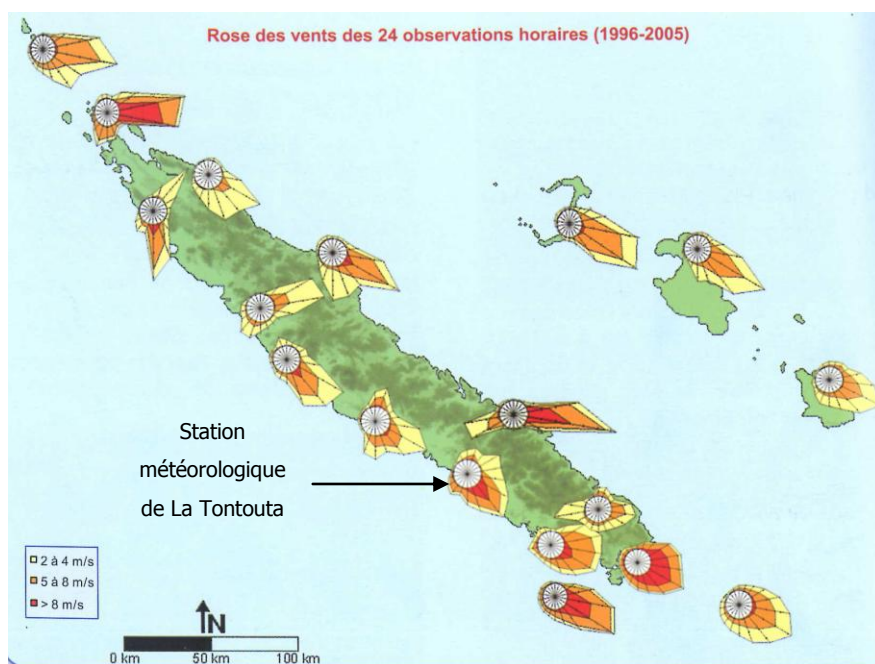 Rose des vents des 24 observations horaires (1996-2005)
Station
météorologique
de La Tontouta
2 à 4 m/s
5 à 8 m/s
> 8 m/s
N
0 km 50 km 100 km